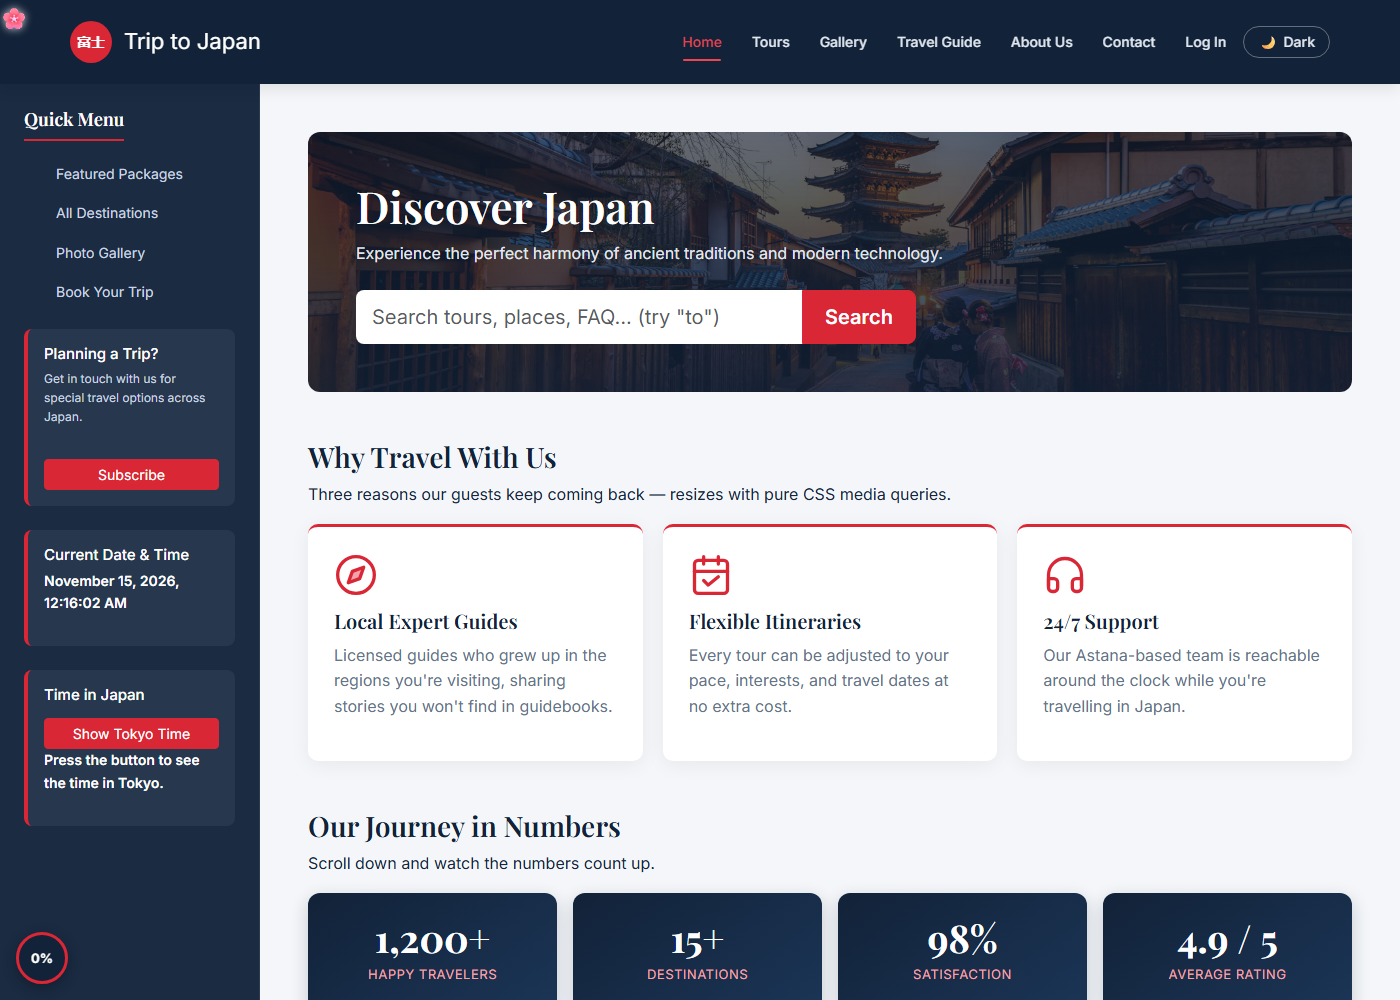 富士 Trip to Japan
Home Tours Gallery Travel Guide About Us Contact Log In 🌙 Dark
Quick Menu
Featured Packages
All Destinations
Photo Gallery
Book Your Trip
Planning a Trip?
Get in touch with us for
special travel options across
Japan.
Subscribe
Current Date & Time
November 15, 2026,
12:16:02 AM
Time in Japan
Show Tokyo Time
Press the button to see
the time in Tokyo.
0%
Discover Japan
Experience the perfect harmony of ancient traditions and modern technology.
Search tours, places, FAQ... (try "to") Search
Why Travel With Us
Three reasons our guests keep coming back — resizes with pure CSS media queries.
Local Expert Guides
Licensed guides who grew up in the
regions you're visiting, sharing
stories you won't find in guidebooks.
Flexible Itineraries
Every tour can be adjusted to your
pace, interests, and travel dates at
no extra cost.
24/7 Support
Our Astana-based team is reachable
around the clock while you're
travelling in Japan.
Our Journey in Numbers
Scroll down and watch the numbers count up.
1,200+
HAPPY TRAVELERS
15+
DESTINATIONS
98%
SATISFACTION
4.9 / 5
AVERAGE RATING